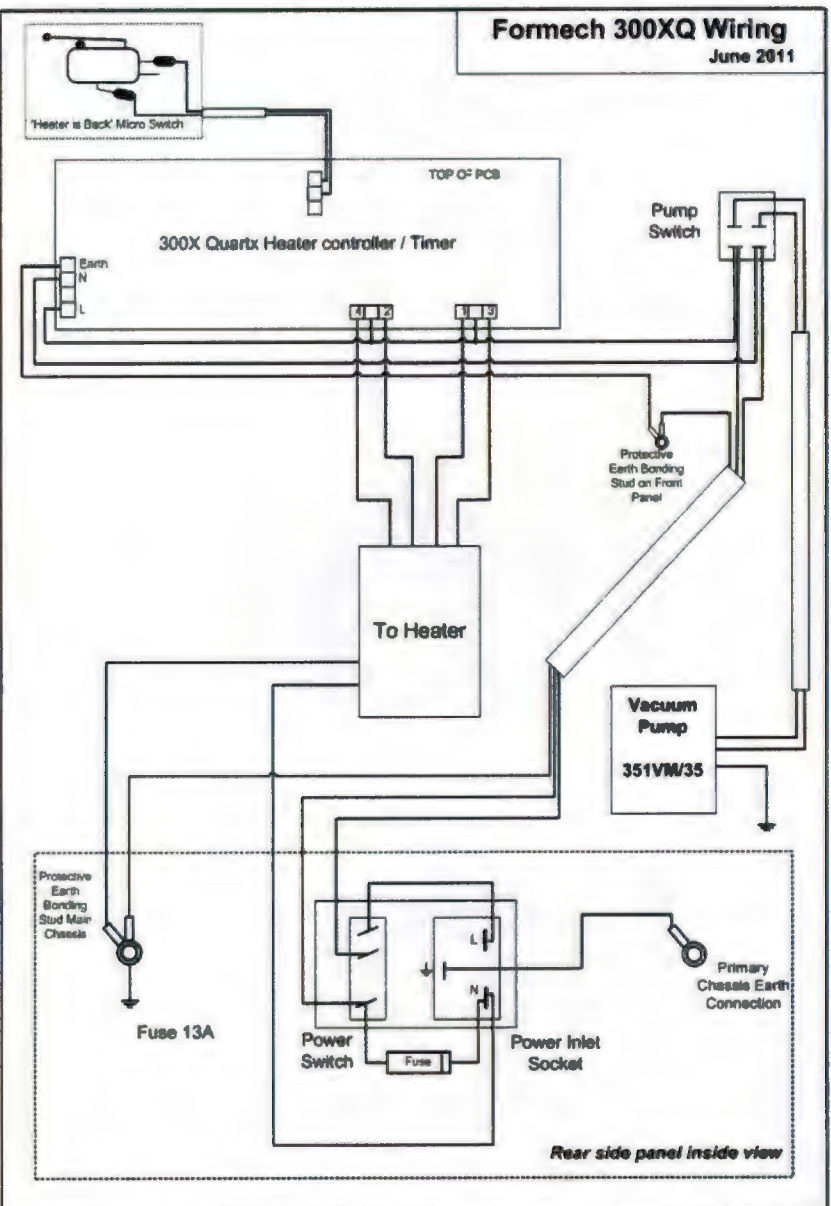 Formech 300XQ Wiring
June 2011
'Heater is Back' Micro Switch
TOP OF PCB
300X Quartx Heater controller / Timer
Pump
Switch
Earth
N
L
4 2
1 3
Protective
Earth Bonding
Stud on Front
Panel
To Heater
Vacuum
Pump
351VM/35
Protective
Earth
Bonding
Stud Main
Chassis
L
N
Primary
Chassis Earth
Connection
Fuse 13A
Power
Switch
Fuse
Power Inlet
Socket
Rear side panel inside view